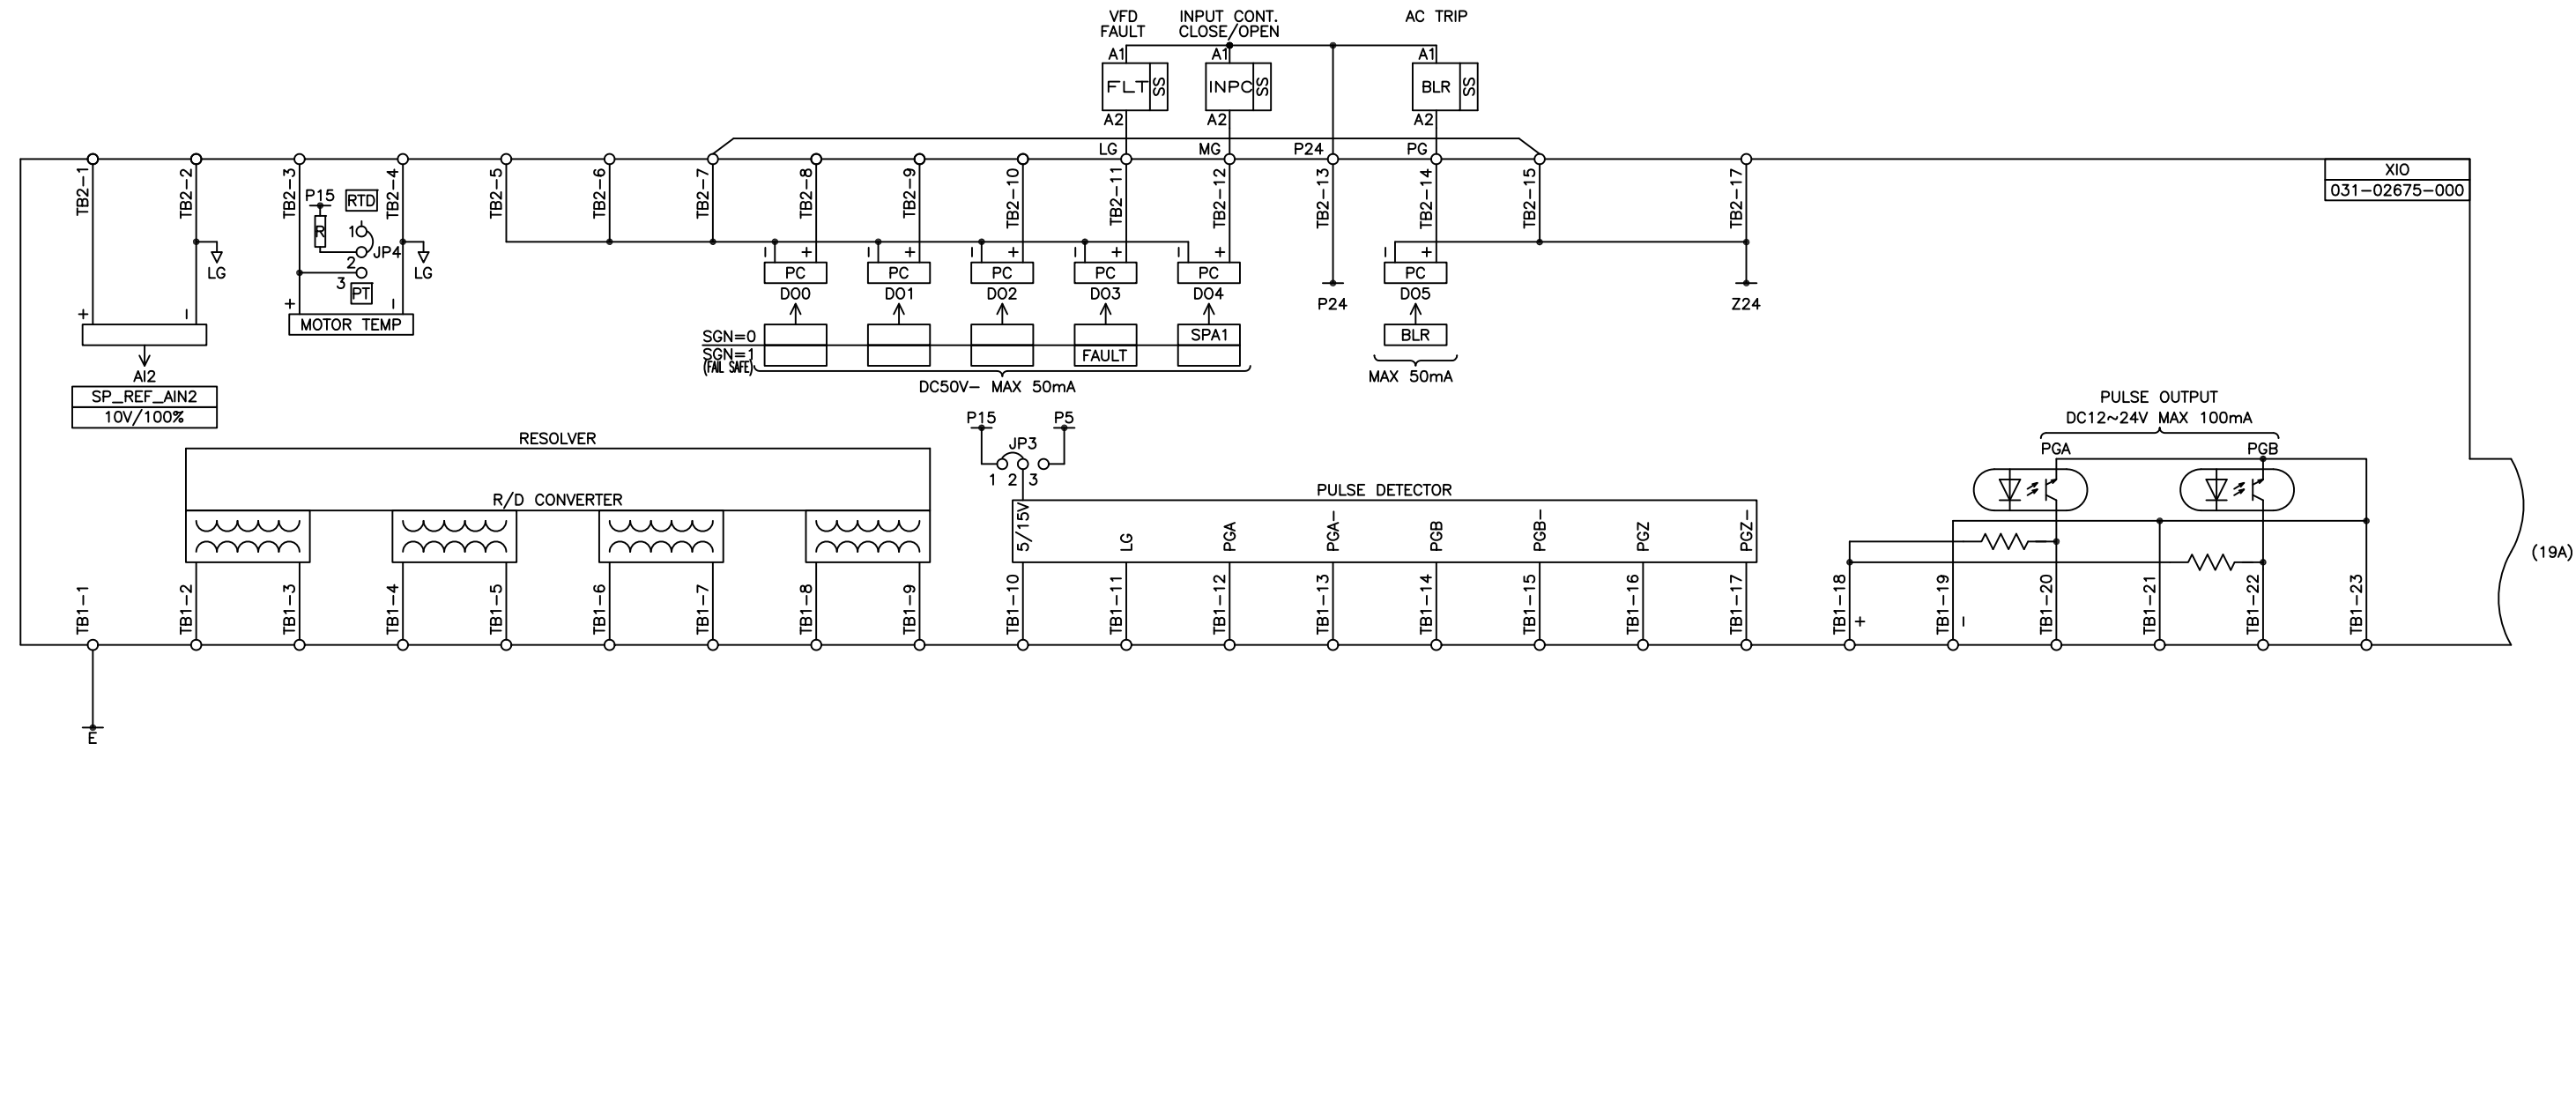 VFD
FAULT
INPUT CONT.
CLOSE/OPEN
AC TRIP
A1
A1
A1
FLT
SS
INPC
SS
BLR
SS
A2
A2
A2
LG
MG
P24
PG
TB2-1
TB2-2
TB2-3
TB2-4
TB2-5
TB2-6
TB2-7
TB2-8
TB2-9
TB2-10
TB2-11
TB2-12
TB2-13
TB2-14
TB2-15
TB2-17
XIO
031-02675-000
P15
RTD
R
1
JP4
2
3
PT
LG
LG
+
-
+
-
MOTOR TEMP
AI2
SP_REF_AIN2
10V/100%
- +
- +
- +
- +
- +
- +
PC
PC
PC
PC
PC
PC
DO0
DO1
DO2
DO3
DO4
DO5
P24
Z24
SGN=0
SPA1
BLR
SGN=1
(FAIL SAFE)
FAULT
DC50V- MAX 50mA
MAX 50mA
P15
P5
JP3
1 2 3
RESOLVER
R/D CONVERTER
PULSE DETECTOR
5/15V
LG
PGA
PGA-
PGB
PGB-
PGZ
PGZ-
PULSE OUTPUT
DC12~24V MAX 100mA
PGA
PGB
(19A)
TB1-1
TB1-2
TB1-3
TB1-4
TB1-5
TB1-6
TB1-7
TB1-8
TB1-9
TB1-10
TB1-11
TB1-12
TB1-13
TB1-14
TB1-15
TB1-16
TB1-17
TB1-18
+
TB1-19
-
TB1-20
TB1-21
TB1-22
TB1-23
E